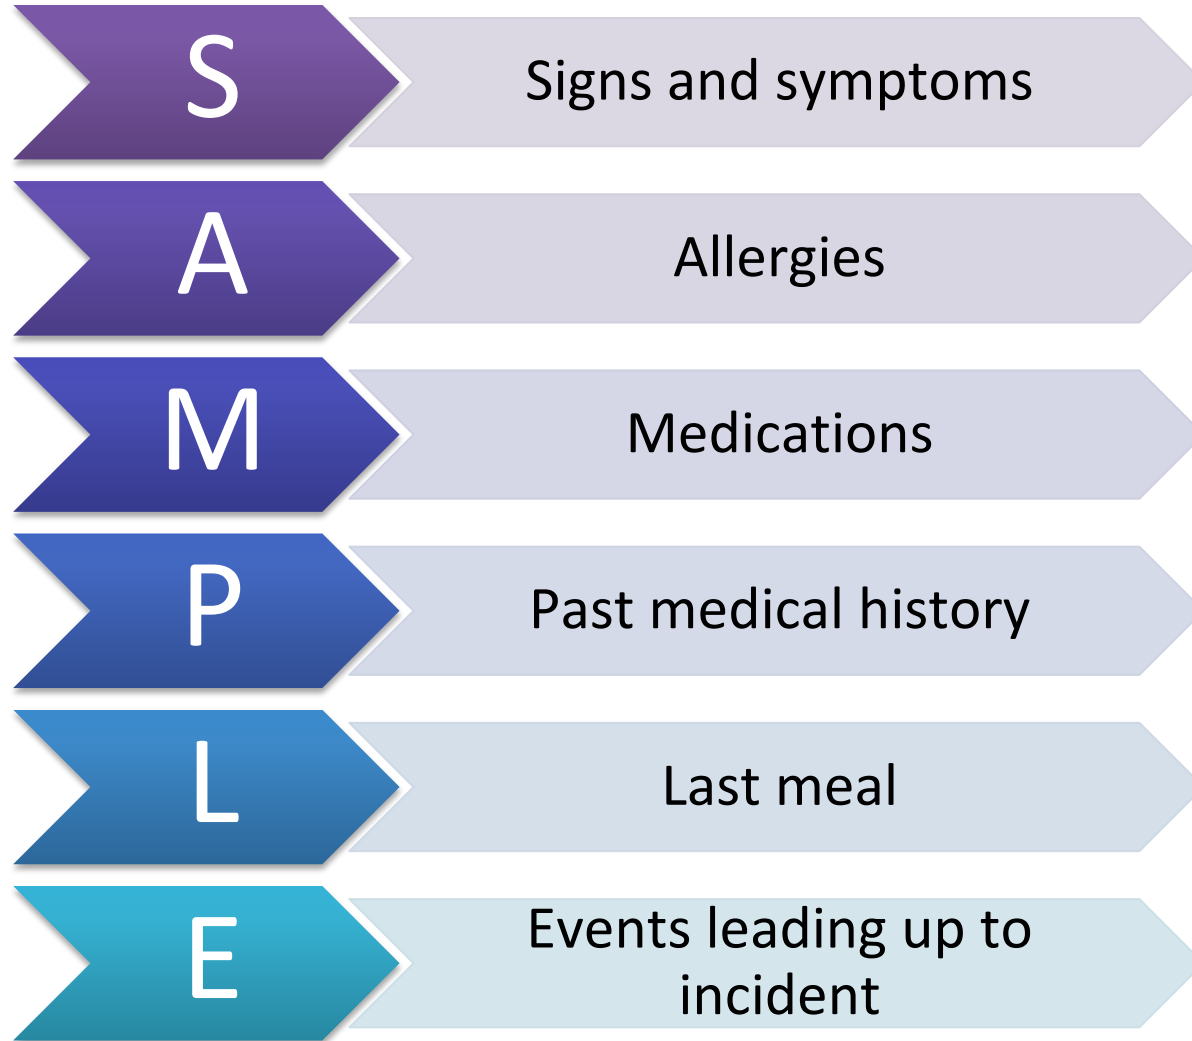 S
Signs and symptoms
A
Allergies
M
Medications
P
Past medical history
L
Last meal
E
Events leading up to
incident